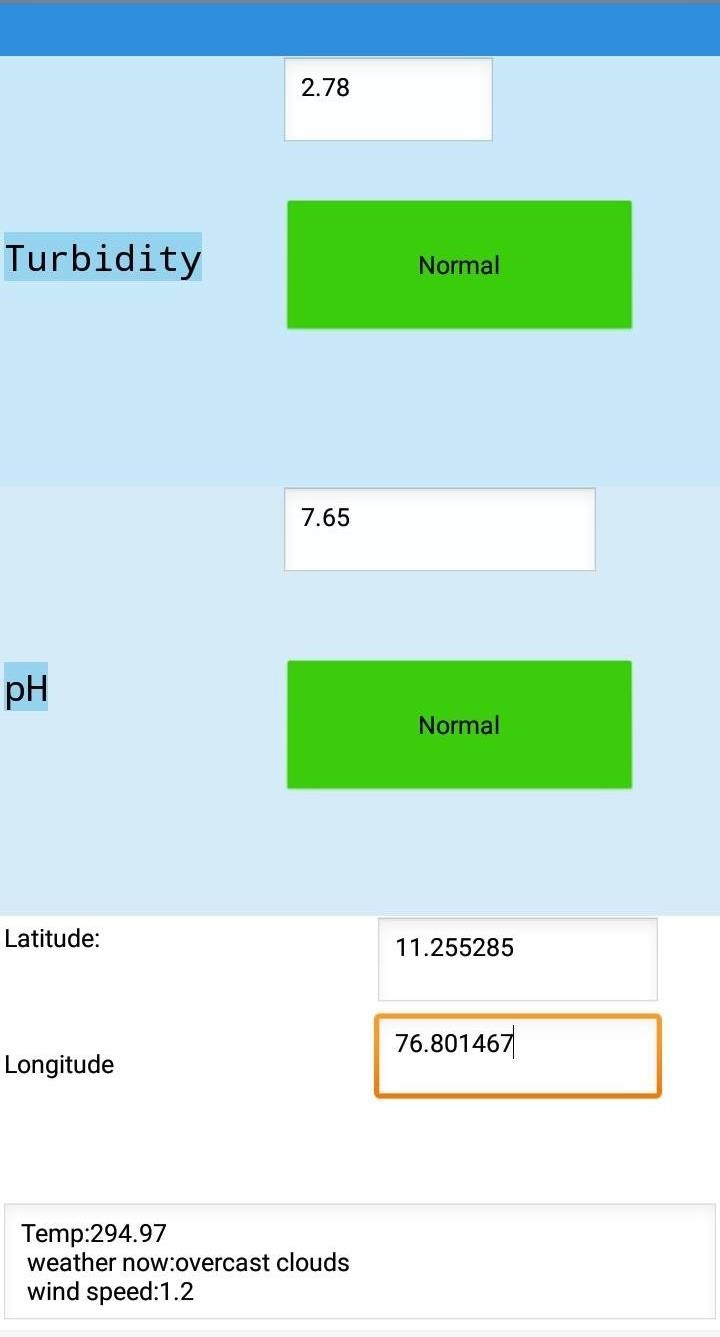 2.78
Turbidity
Normal
7.65
pH
Normal
Latitude:
11.255285
76.801467
Longitude
Temp:294.97
weather now:overcast clouds
wind speed:1.2